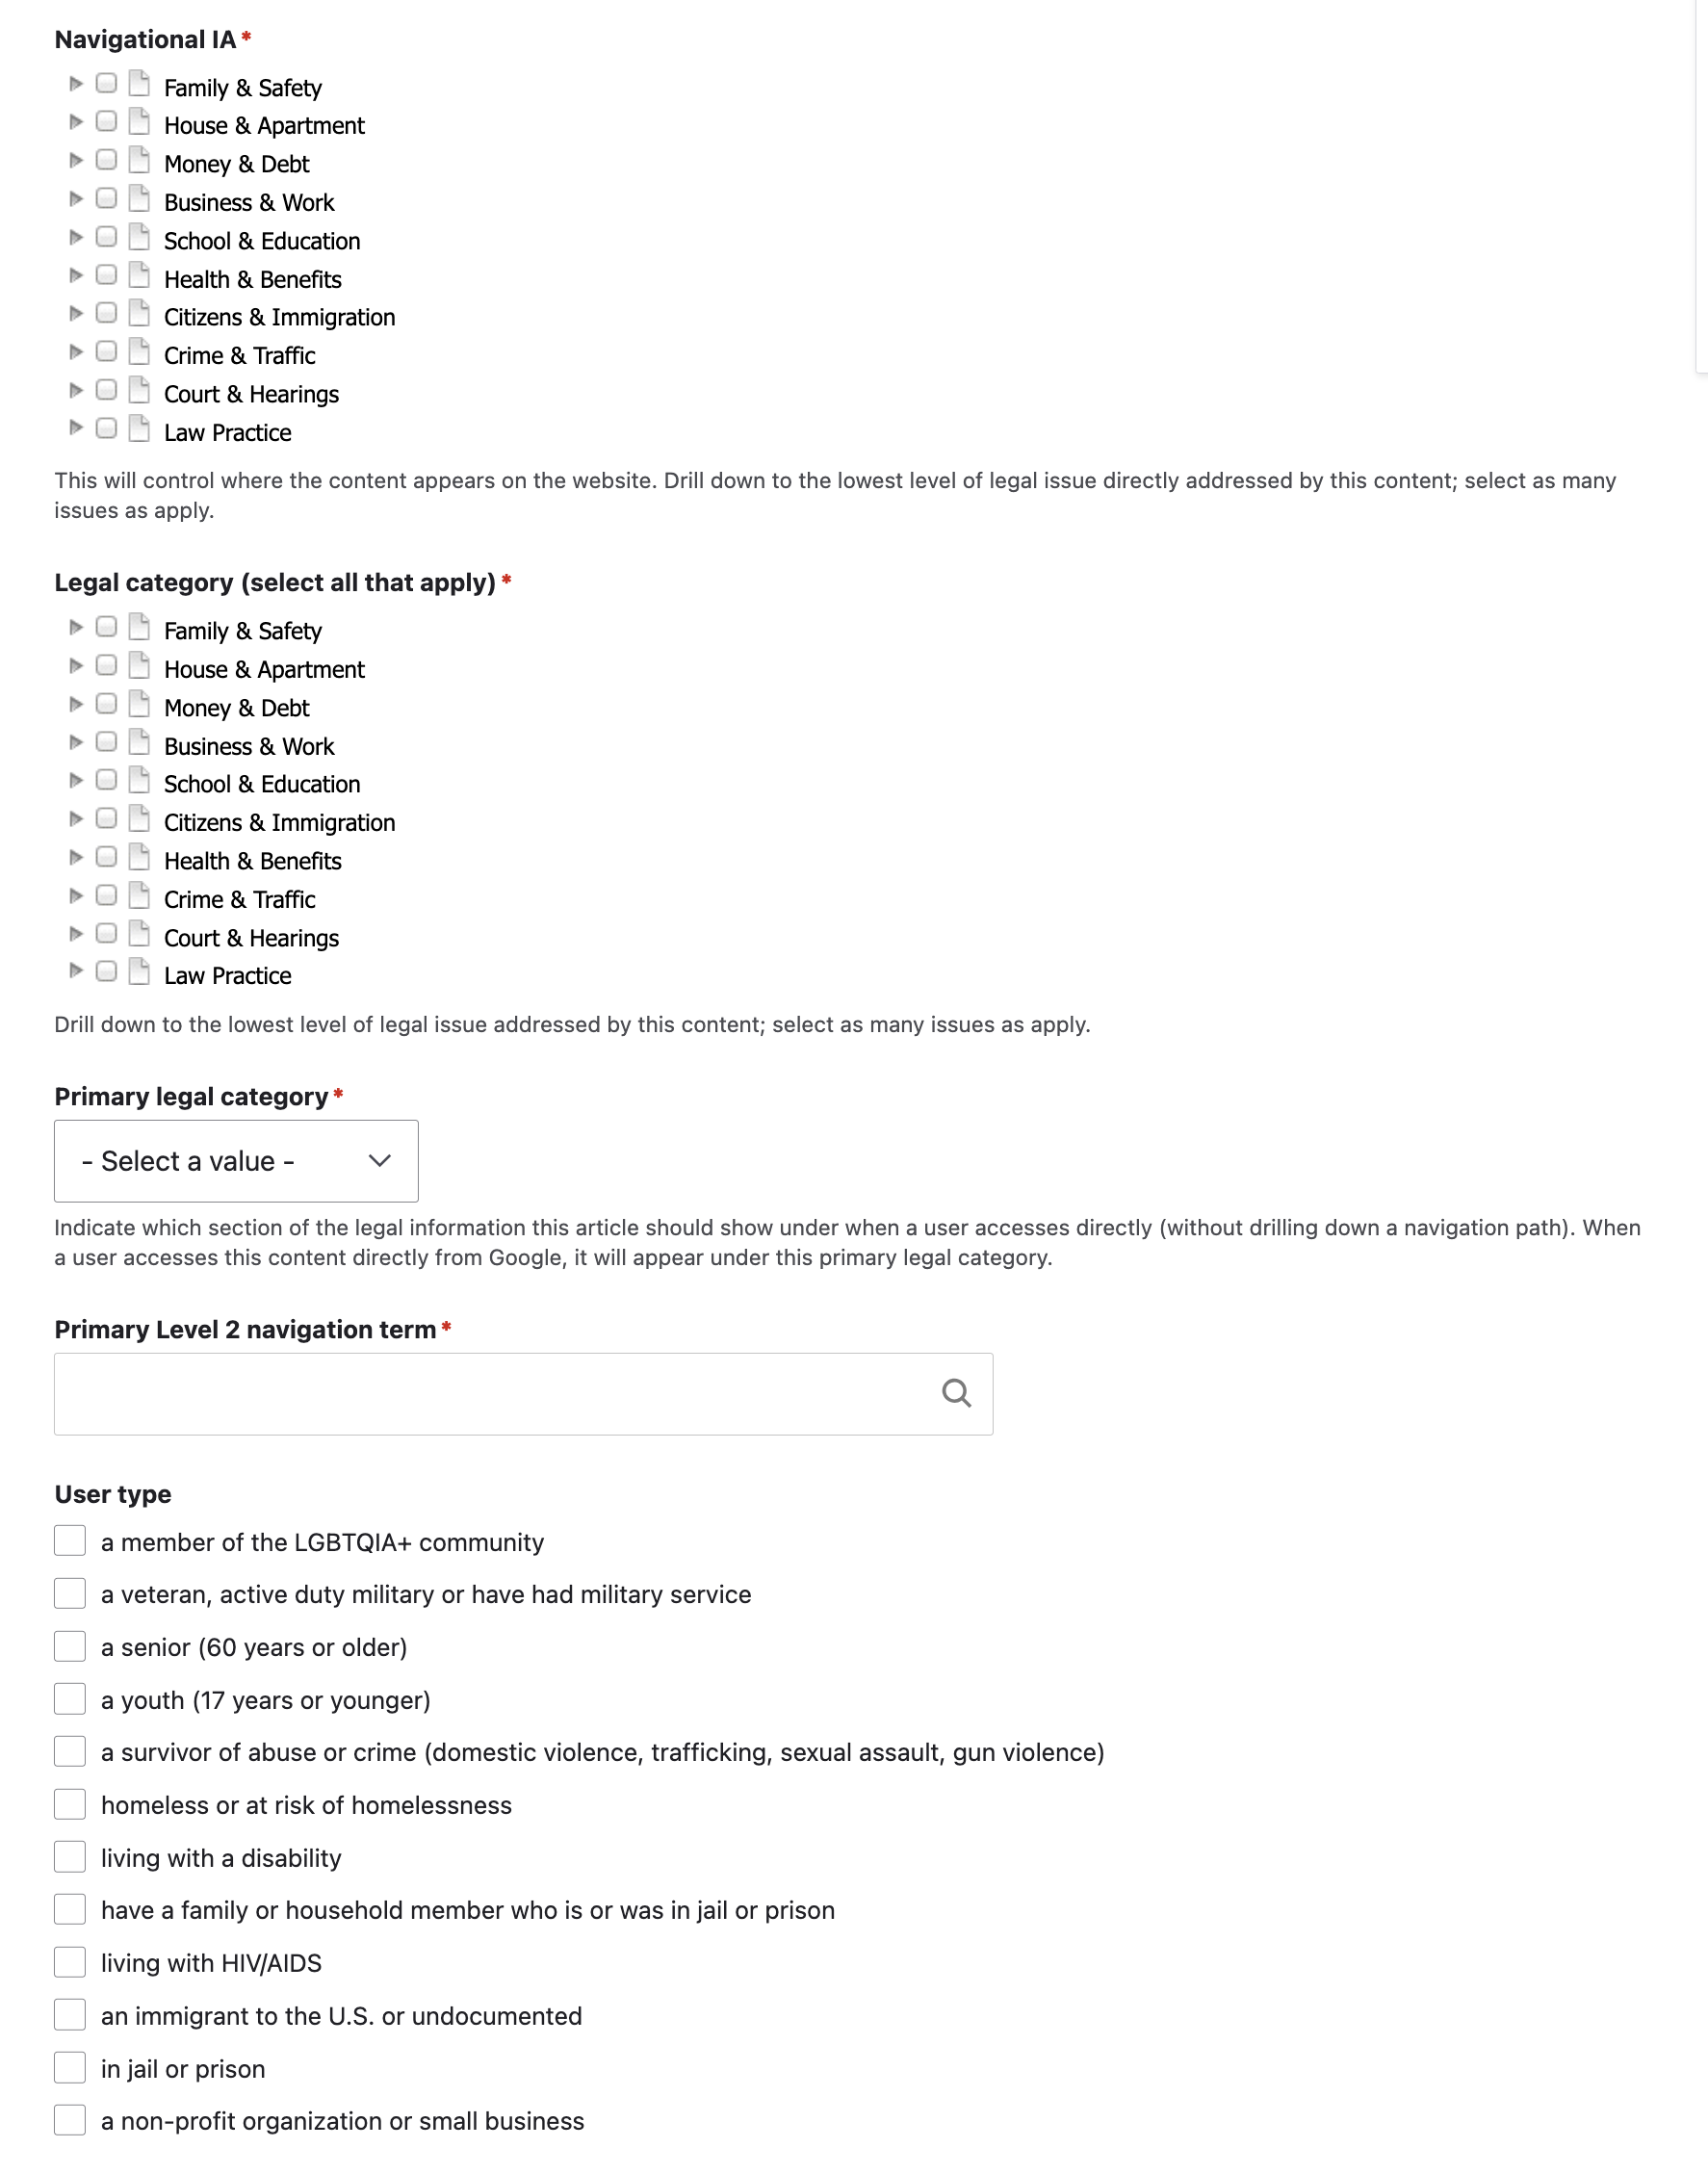 Navigational IA*
Family & Safety
House & Apartment
Money & Debt
Business & Work
School & Education
Health & Benefits
Citizens & Immigration
Crime & Traffic
Court & Hearings
Law Practice
This will control where the content appears on the website. Drill down to the lowest level of legal issue directly addressed by this content; select as many
issues as apply.
Legal category (select all that apply)*
Family & Safety
House & Apartment
Money & Debt
Business & Work
School & Education
Citizens & Immigration
Health & Benefits
Crime & Traffic
Court & Hearings
Law Practice
Drill down to the lowest level of legal issue addressed by this content; select as many issues as apply.
Primary legal category*
- Select a value -
Indicate which section of the legal information this article should show under when a user accesses directly (without drilling down a navigation path). When
a user accesses this content directly from Google, it will appear under this primary legal category.
Primary Level 2 navigation term*
User type
a member of the LGBTQIA+ community
a veteran, active duty military or have had military service
a senior (60 years or older)
a youth (17 years or younger)
a survivor of abuse or crime (domestic violence, trafficking, sexual assault, gun violence)
homeless or at risk of homelessness
living with a disability
have a family or household member who is or was in jail or prison
living with HIV/AIDS
an immigrant to the U.S. or undocumented
in jail or prison
a non-profit organization or small business